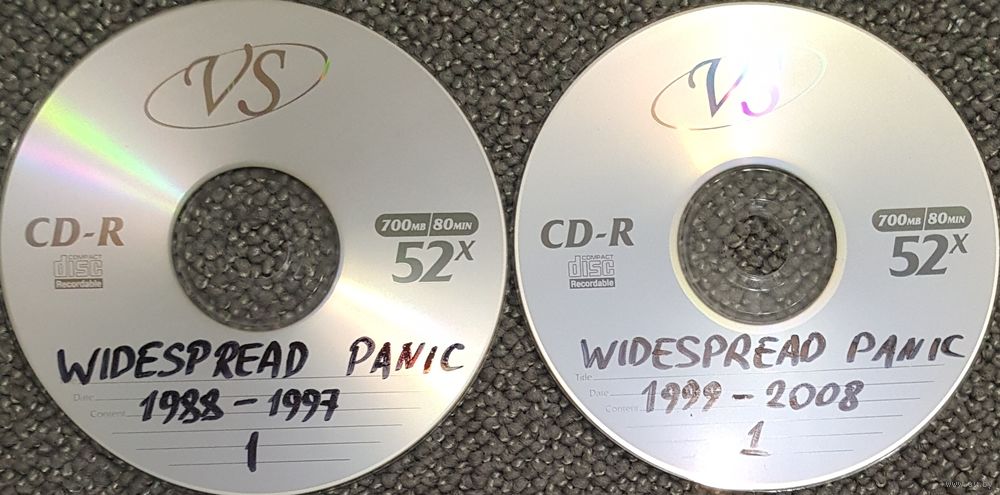 VS
CD-R
COMPACT
disc
Recordable
700MB 80MIN
52X
WIDESPREAD PANIC
Date
1988 - 1997
Content
1
VS
CD-R
COMPACT
disc
Recordable
700MB 80MIN
52X
WIDESPREAD PANIC
Title
Date
1999 - 2008
Content
1